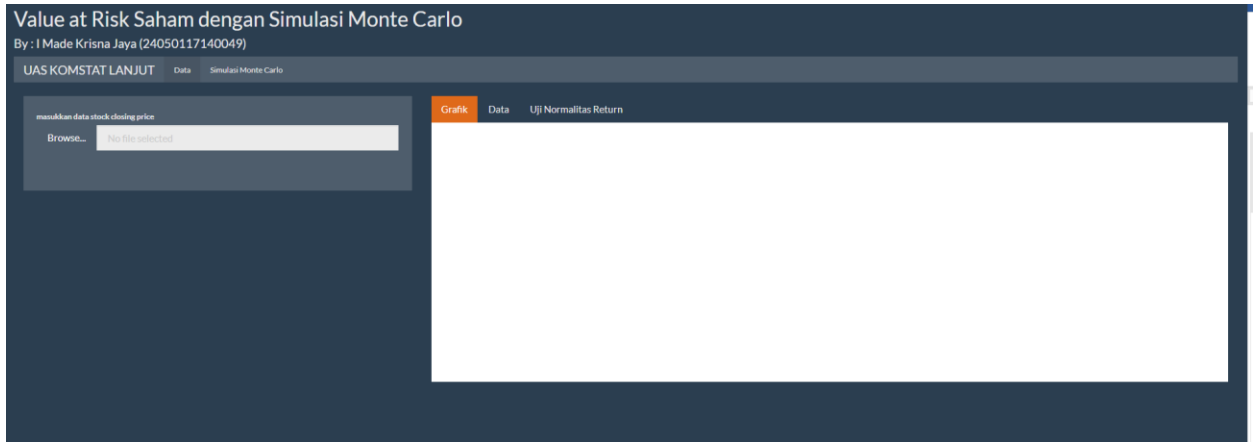 Value at Risk Saham dengan Simulasi Monte Carlo
By : I Made Krisna Jaya (24050117140049)
UAS KOMSTAT LANJUT Data Simulasi Monte Carlo
masukkan data stock closing price
Browse... No file selected
Grafik Data Uji Normalitas Return